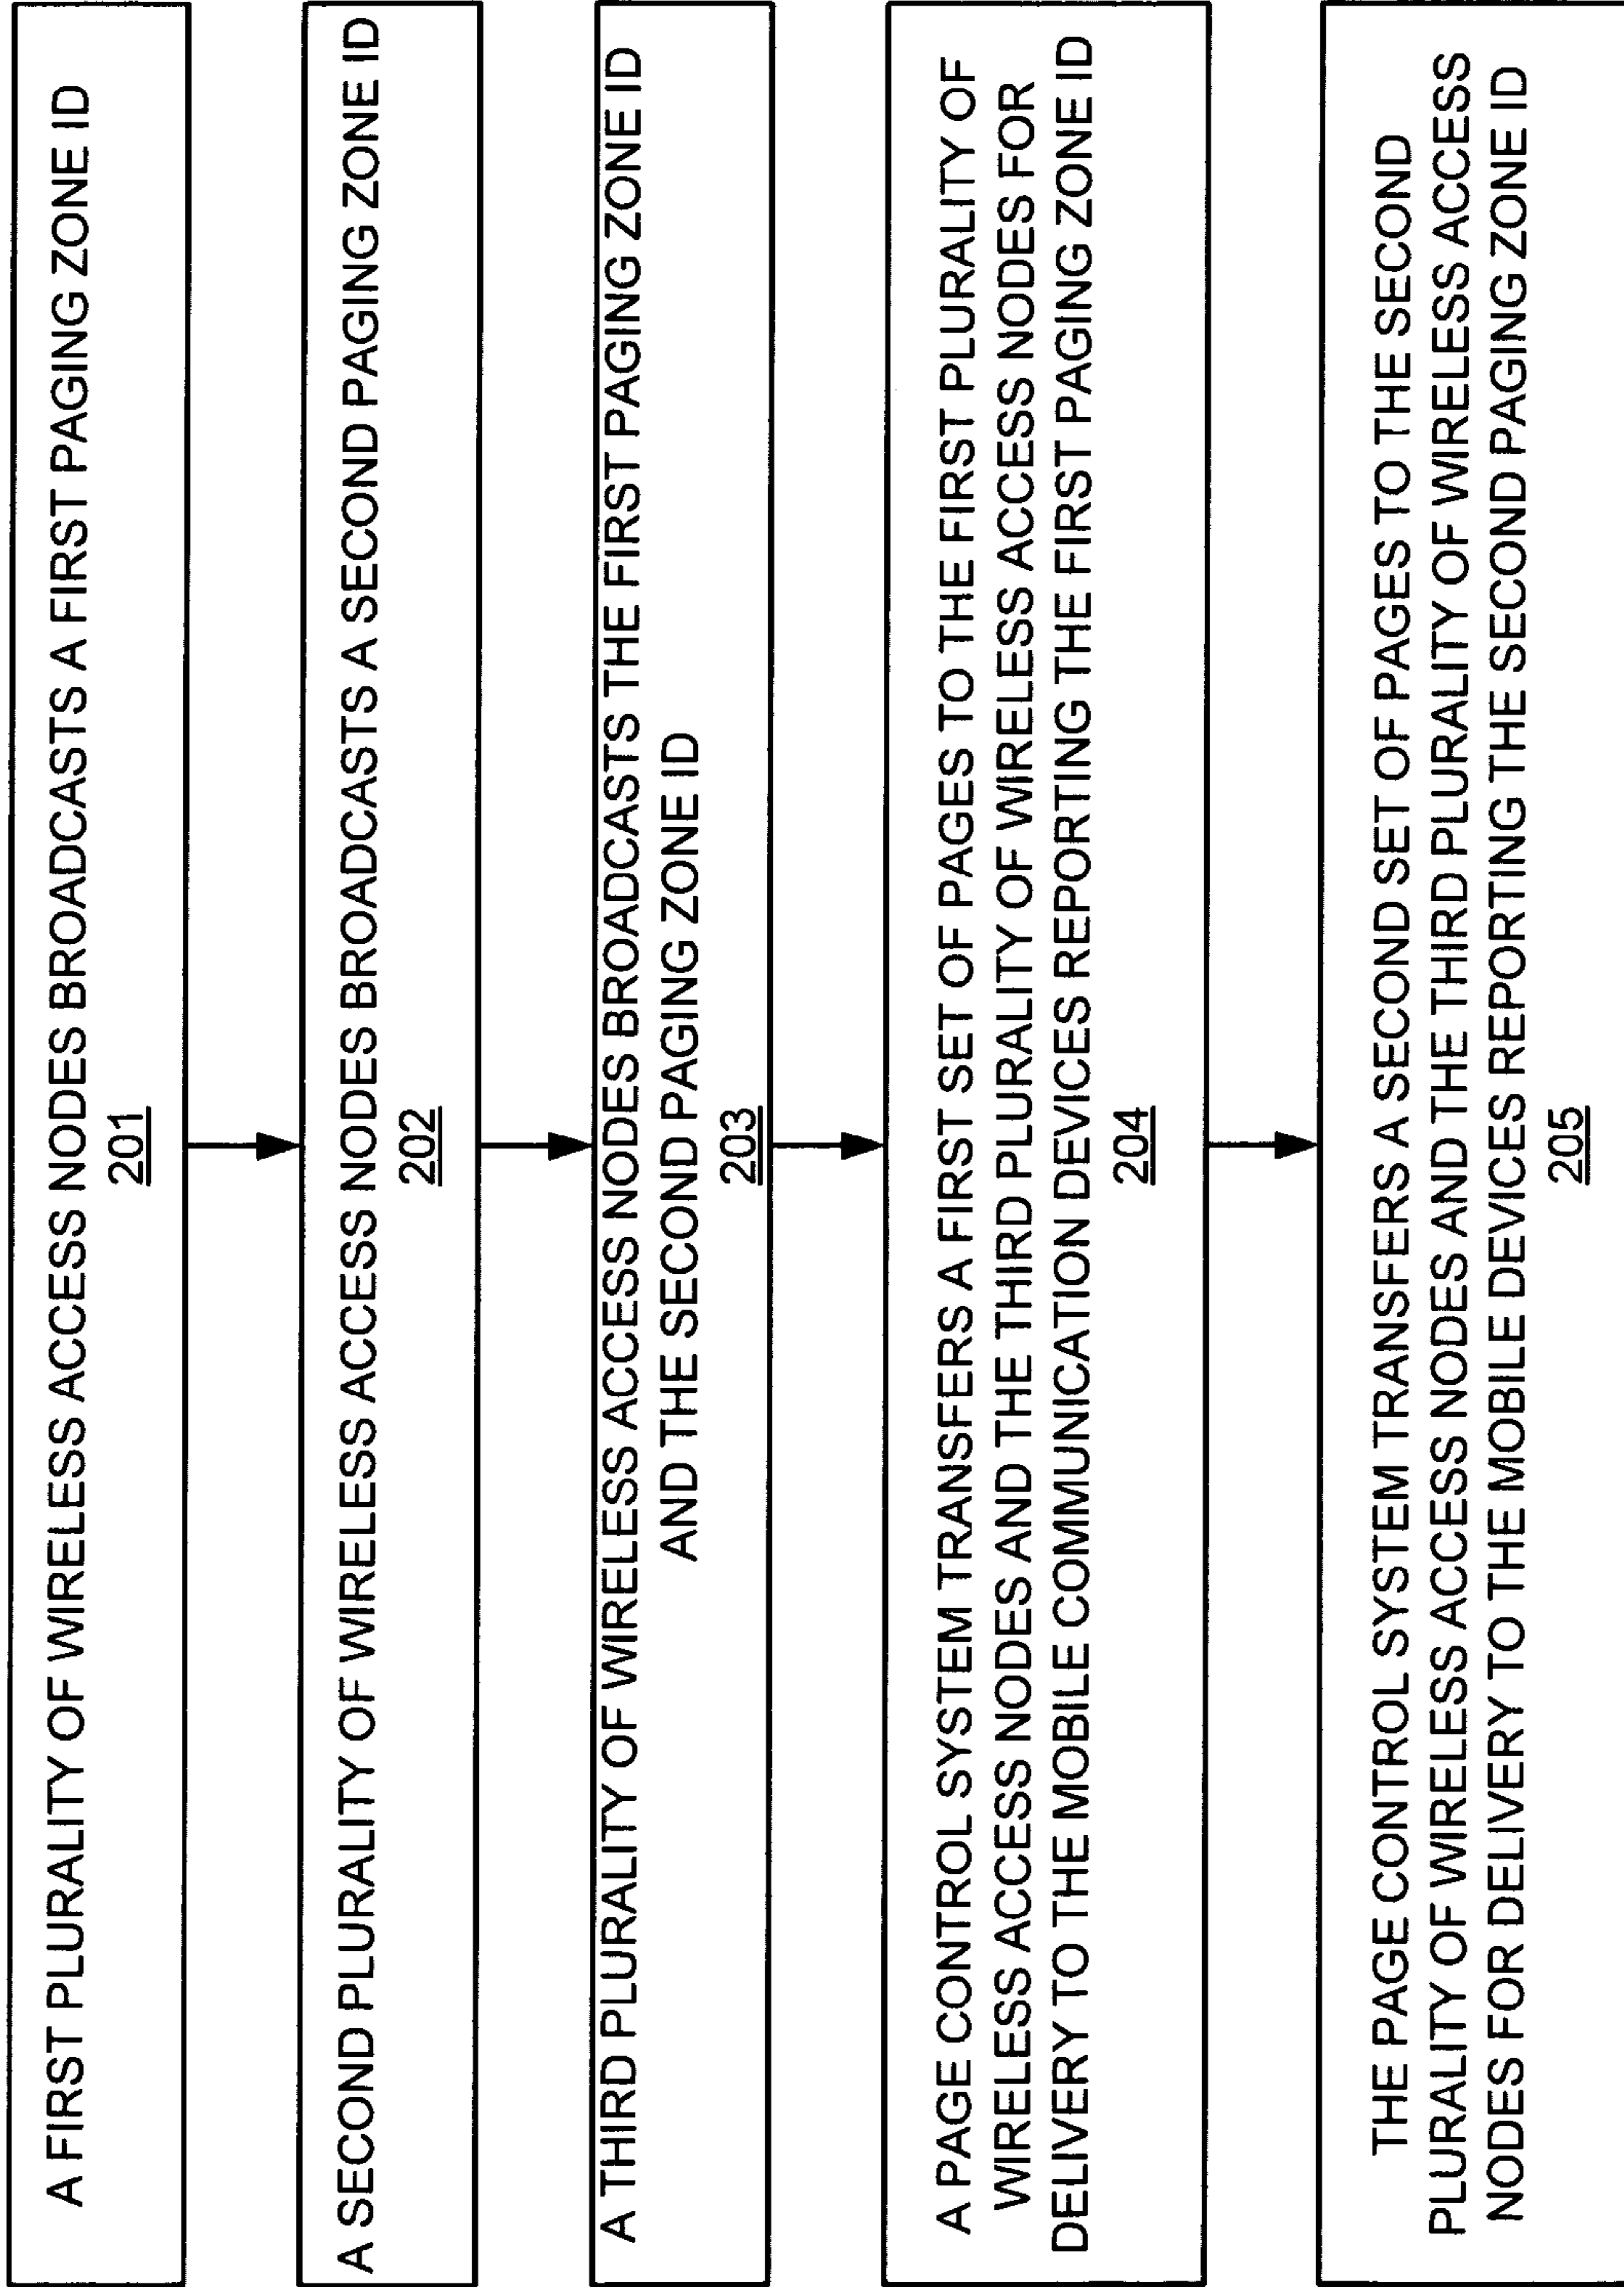 A FIRST PLURALITY OF WIRELESS ACCESS NODES BROADCASTS A FIRST PAGING ZONE ID
201
A SECOND PLURALITY OF WIRELESS ACCESS NODES BROADCASTS A SECOND PAGING ZONE ID
202
A THIRD PLURALITY OF WIRELESS ACCESS NODES BROADCASTS THE FIRST PAGING ZONE ID
AND THE SECOND PAGING ZONE ID
203
A PAGE CONTROL SYSTEM TRANSFERS A FIRST SET OF PAGES TO THE FIRST PLURALITY OF
WIRELESS ACCESS NODES AND THE THIRD PLURALITY OF WIRELESS ACCESS NODES FOR
DELIVERY TO THE MOBILE COMMUNICATION DEVICES REPORTING THE FIRST PAGING ZONE ID
204
THE PAGE CONTROL SYSTEM TRANSFERS A SECOND SET OF PAGES TO THE SECOND
PLURALITY OF WIRELESS ACCESS NODES AND THE THIRD PLURALITY OF WIRELESS ACCESS
NODES FOR DELIVERY TO THE MOBILE DEVICES REPORTING THE SECOND PAGING ZONE ID
205